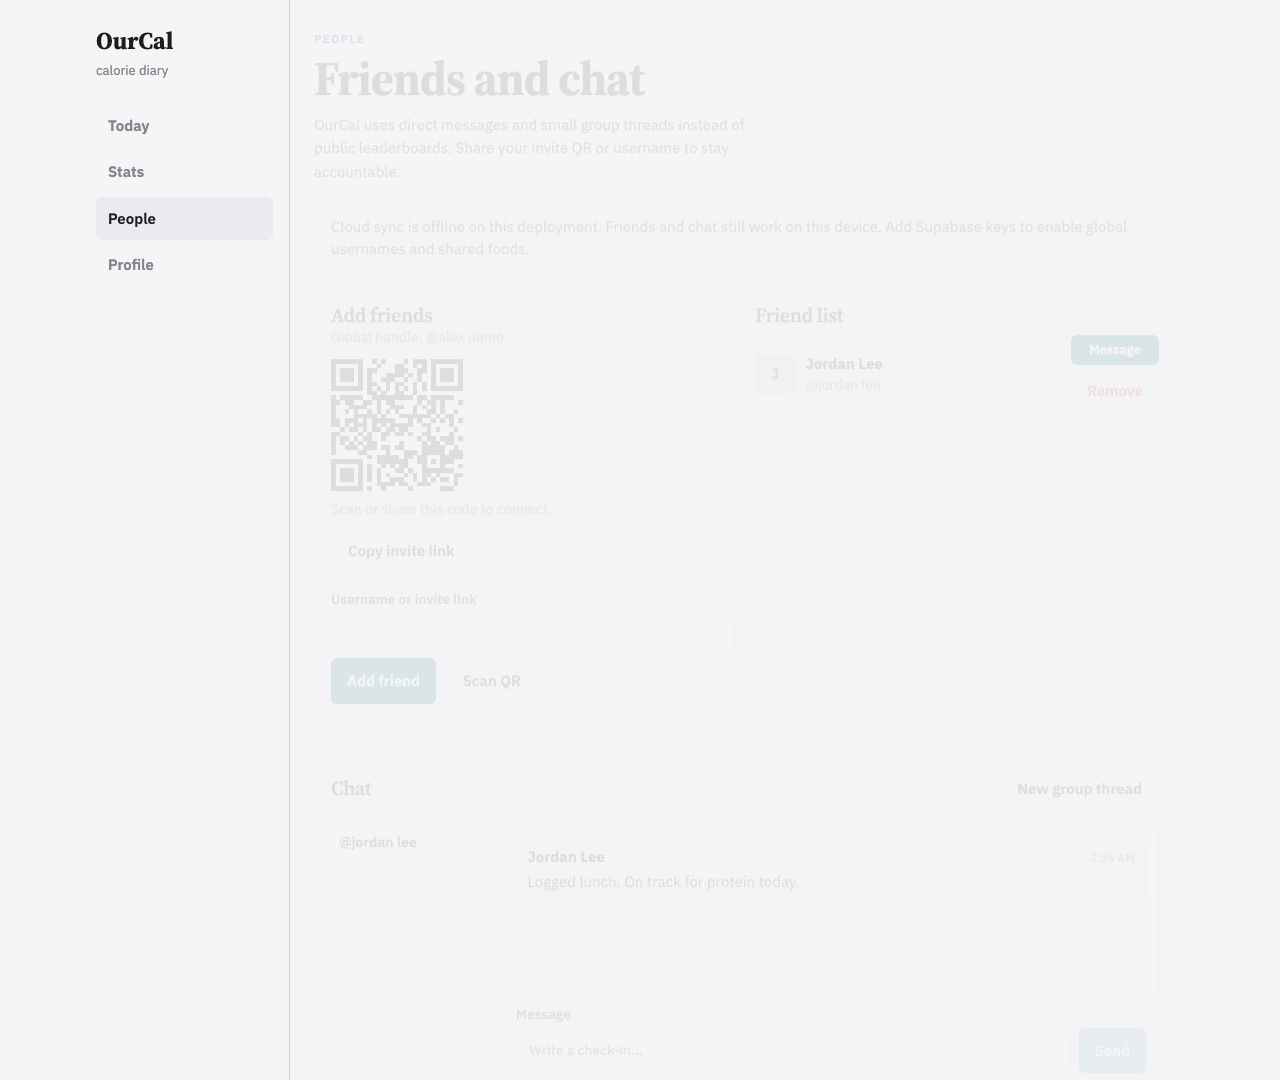 OurCal
calorie diary
Today
Stats
People
Profile
PEOPLE
Friends and chat
OurCal uses direct messages and small group threads instead of
public leaderboards. Share your invite QR or username to stay
accountable.
Cloud sync is offline on this deployment. Friends and chat still work on this device. Add Supabase keys to enable global
usernames and shared foods.
Add friends
Global handle: @alex demo
Scan or share this code to connect.
Copy invite link
Username or invite link
Add friend
Scan QR
Friend list
J
Jordan Lee
@jordan lee
Message
Remove
Chat
New group thread
@jordan lee
Jordan Lee
2:59 AM
Logged lunch. On track for protein today.
Message
Write a check-in...
Send